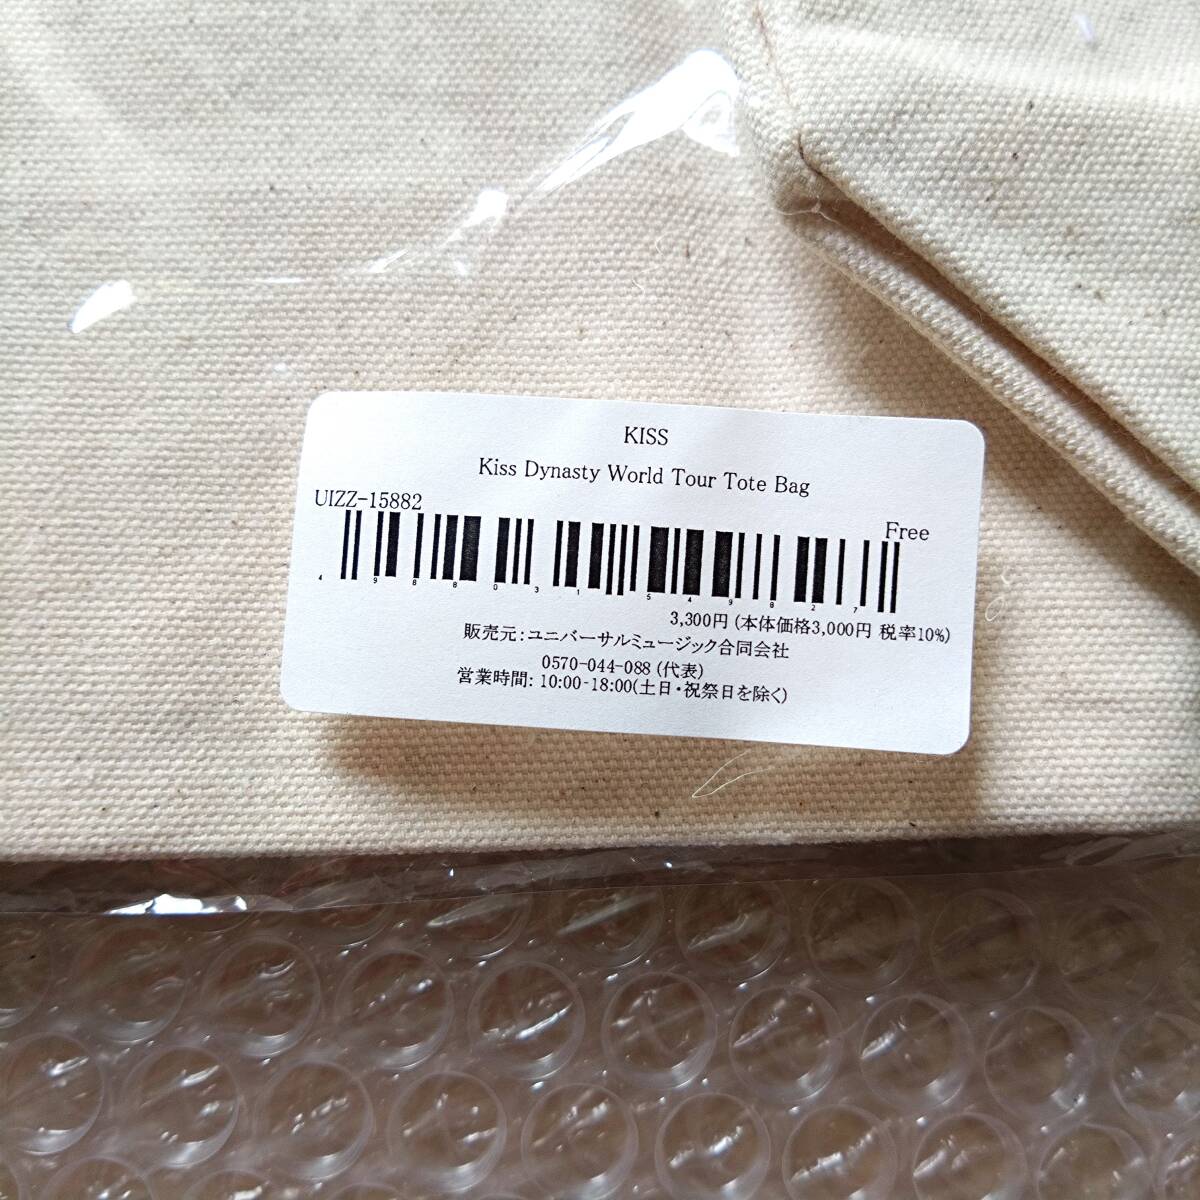 KISS
Kiss Dynasty World Tour Tote Bag
UIZZ-15882
Free
4988031549827
3,300円 (本体価格3,000円 税率10%)
販売元:ユニバーサルミュージック合同会社
0570-044-088 (代表)
営業時間: 10:00-18:00(土日・祝祭日を除く)